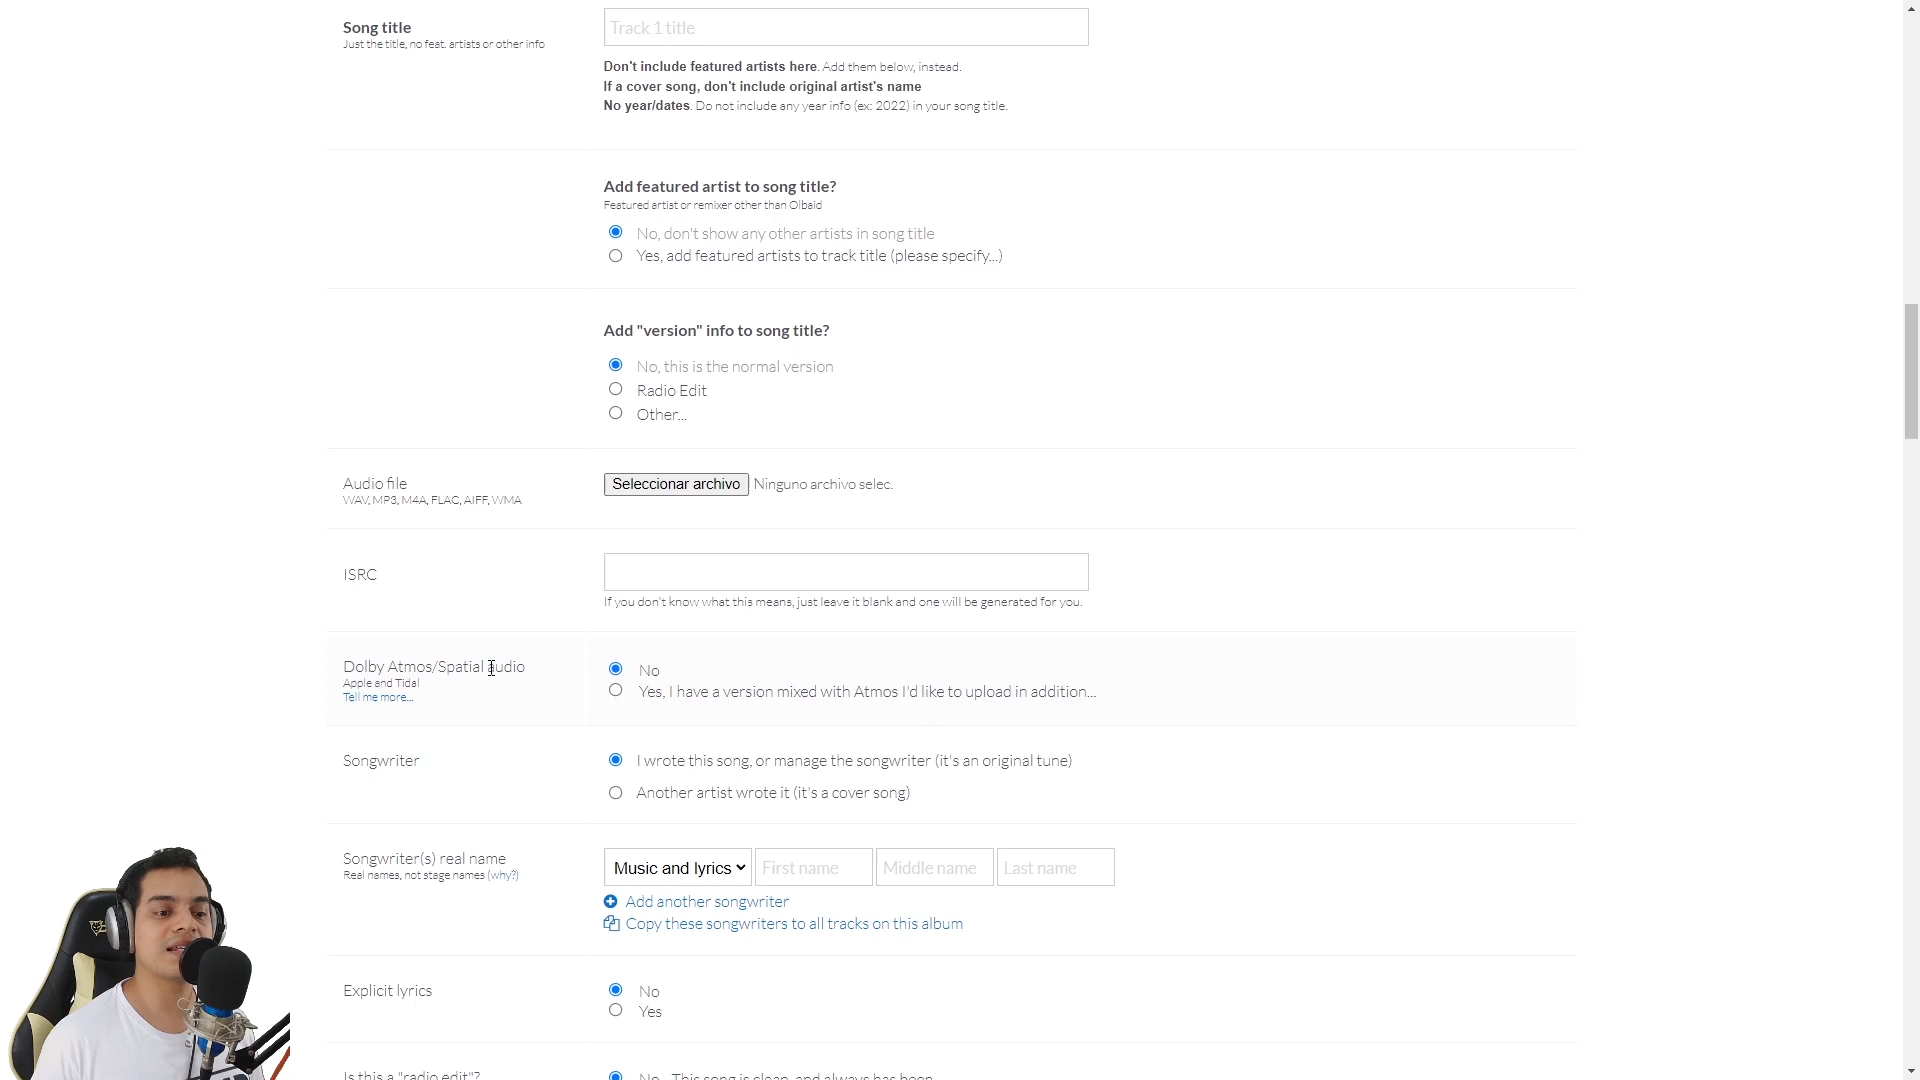 Song title
Just the title, no feat. artists or other info
Track 1 title
Don't include featured artists here. Add them below, instead.
If a cover song, don't include original artist's name
No year/dates. Do not include any year info (ex: 2022) in your song title.
Add featured artist to song title?
Featured artist or remixer other than Olbaid
No, don't show any other artists in song title
Yes, add featured artists to track title (please specify...)
Add "version" info to song title?
No, this is the normal version
Radio Edit
Other...
Audio file
WAV, MP3, M4A, FLAC, AIFF, WMA
Seleccionar archivo Ninguno archivo selec.
ISRC
If you don't know what this means, just leave it blank and one will be generated for you.
Dolby Atmos/Spatial audio
Apple and Tidal
Tell me more...
No
Yes, I have a version mixed with Atmos I'd like to upload in addition...
Songwriter
I wrote this song, or manage the songwriter (it's an original tune)
Another artist wrote it (it's a cover song)
Songwriter(s) real name
Real names, not stage names (why?)
Music and lyrics First name Middle name Last name
Add another songwriter
Copy these songwriters to all tracks on this album
Explicit lyrics
No
Yes
Is this a "radio edit"?
No - This song is clean, and always has been